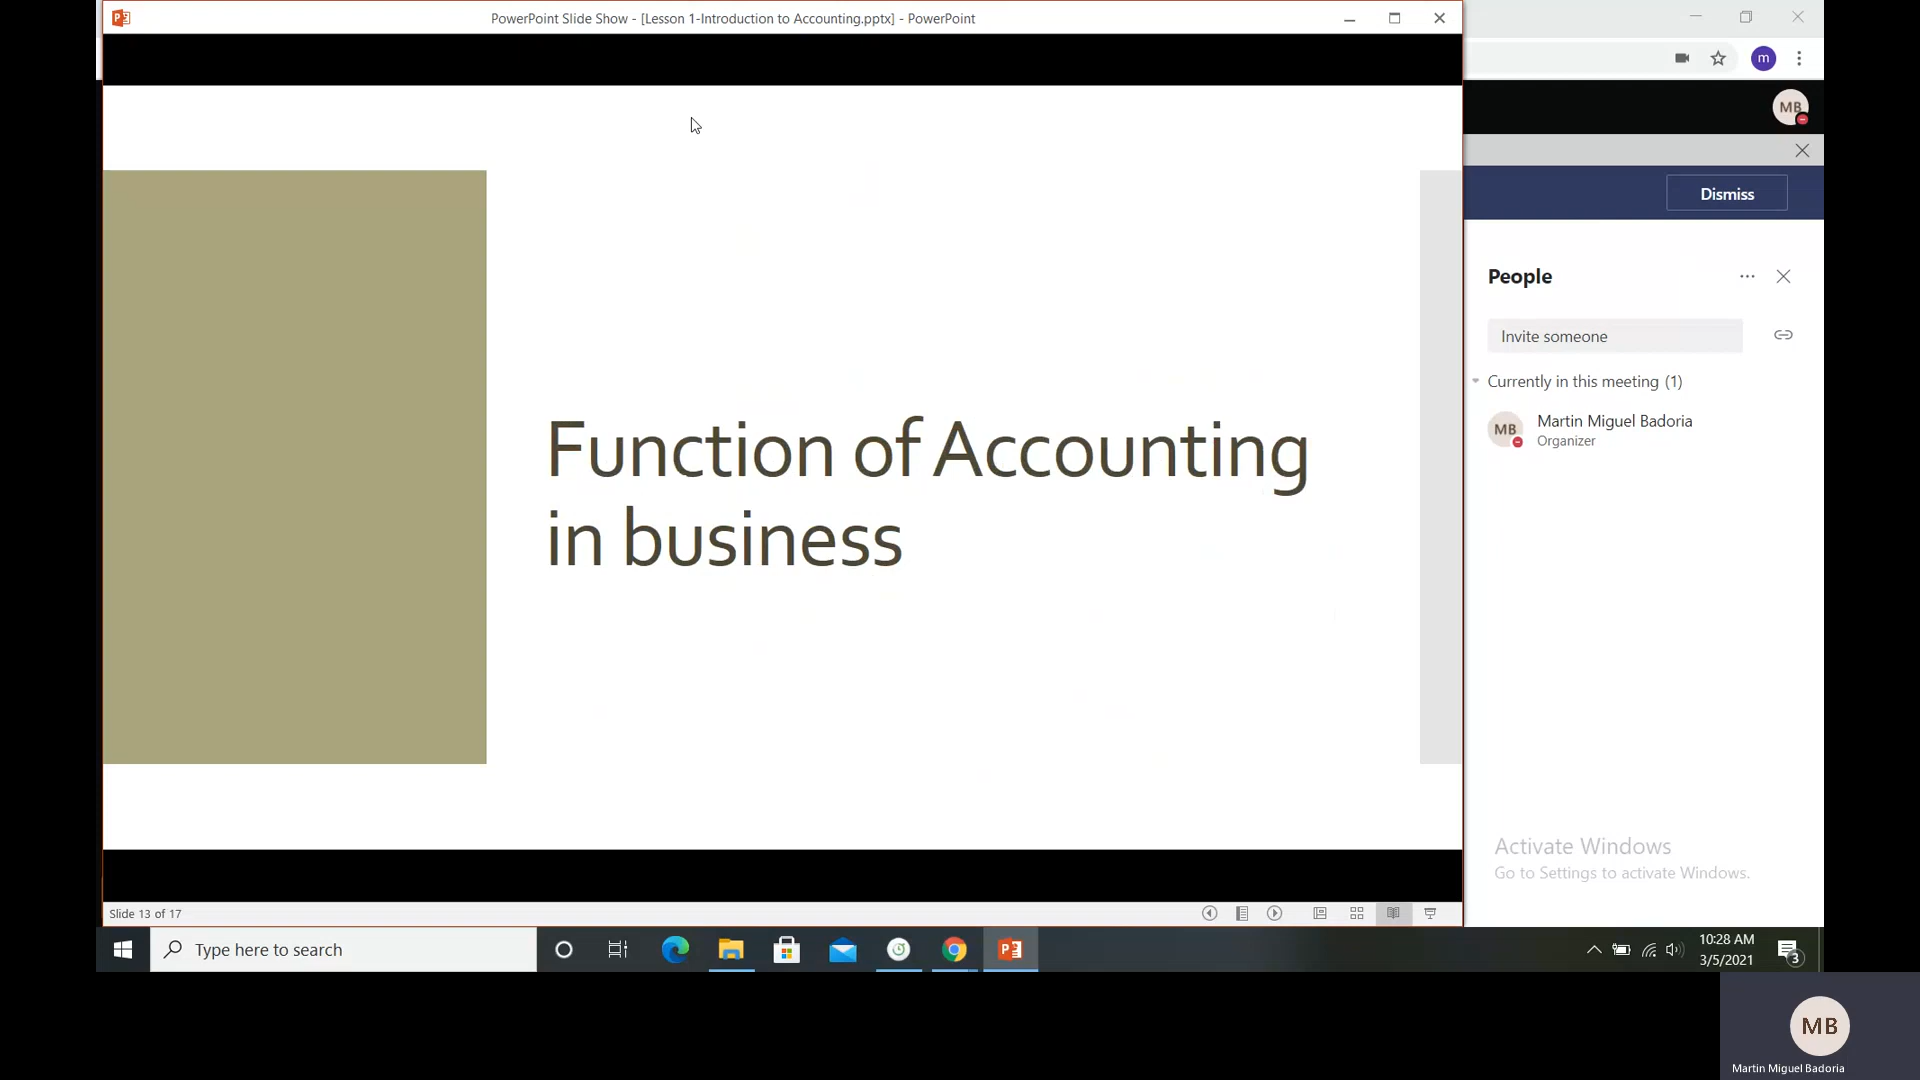 PowerPoint Slide Show - [Lesson 1-Introduction to Accounting.pptx] - PowerPoint
m
MB
Dismiss
People
Invite someone
Currently in this meeting (1)
MB
Martin Miguel Badoria
Organizer
Function of Accounting
in business
Activate Windows
Go to Settings to activate Windows.
Slide 13 of 17
Type here to search
10:28 AM
3/5/2021
3
MB
Martin Miguel Badoria